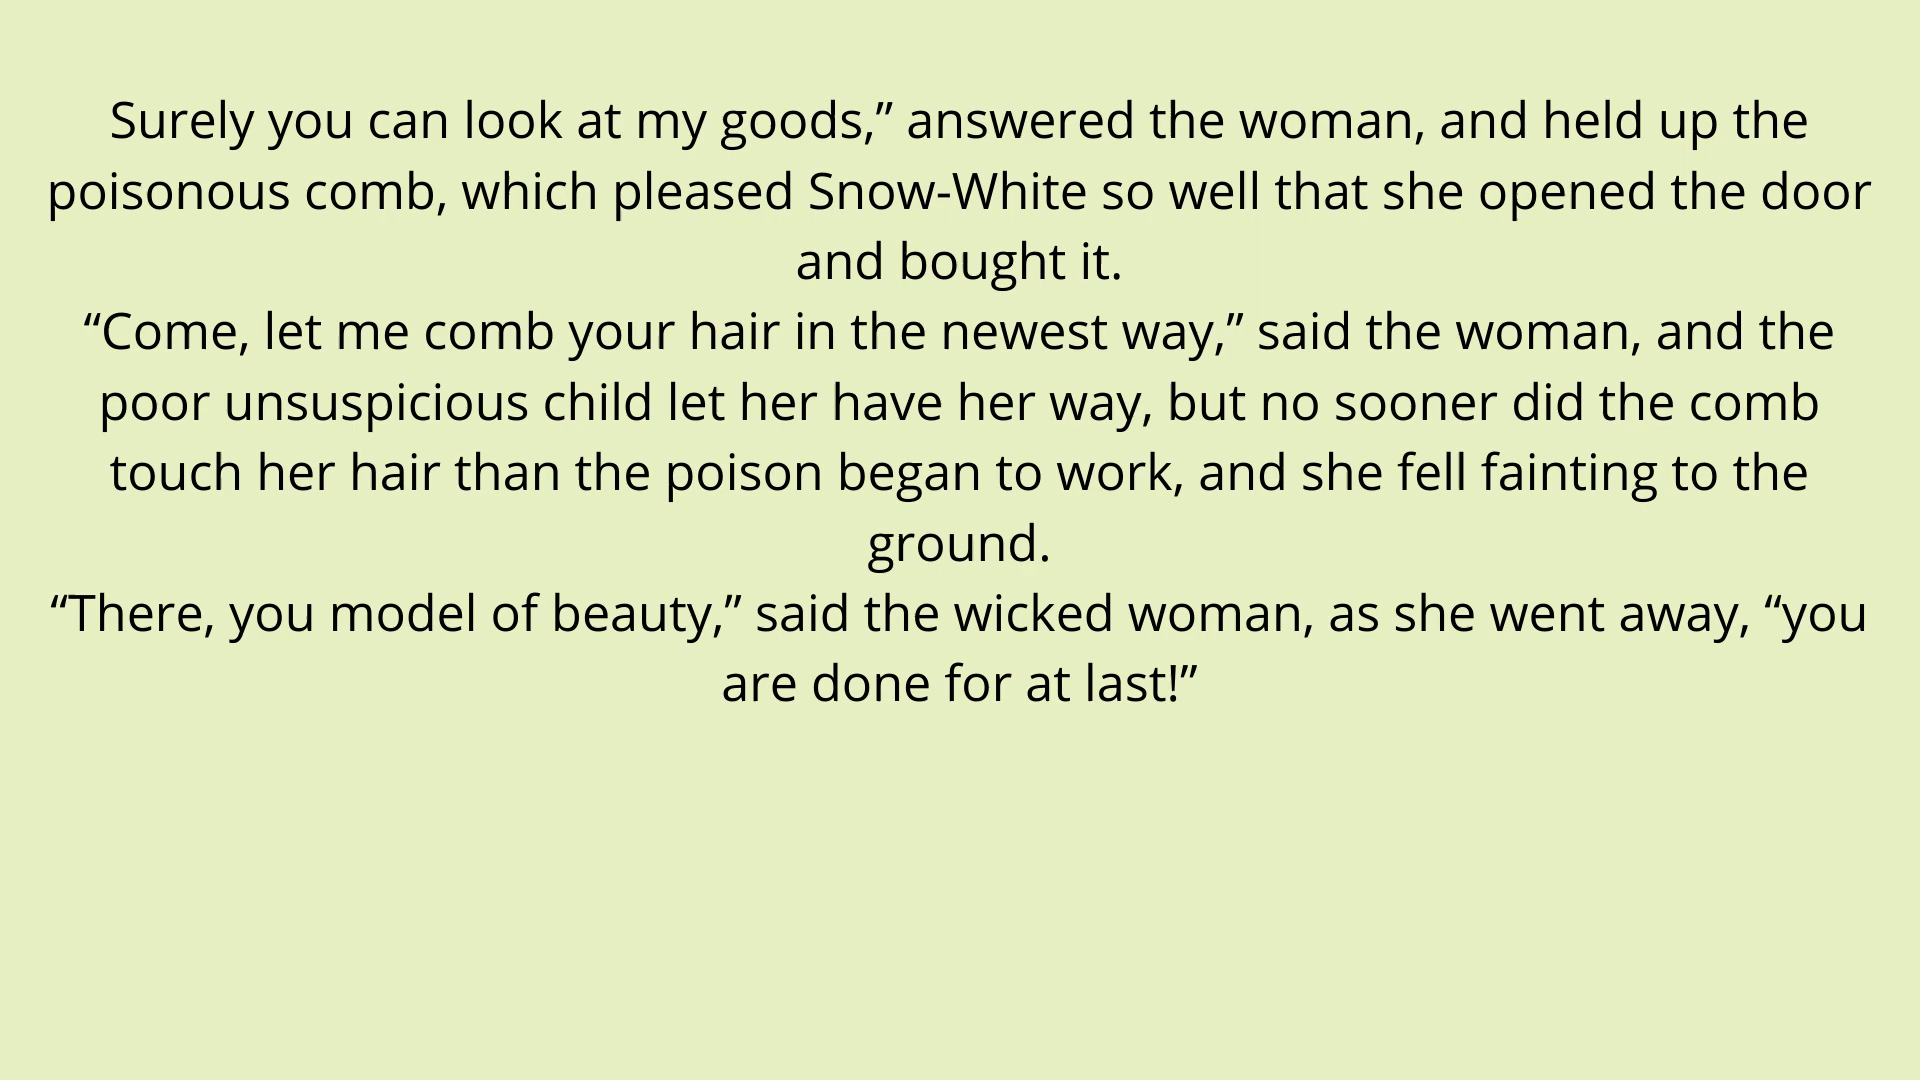 Surely you can look at my goods,” answered the woman, and held up the
poisonous comb, which pleased Snow-White so well that she opened the door
and bought it.
“Come, let me comb your hair in the newest way,” said the woman, and the
poor unsuspicious child let her have her way, but no sooner did the comb
touch her hair than the poison began to work, and she fell fainting to the
ground.
“There, you model of beauty,” said the wicked woman, as she went away, “you
are done for at last!”